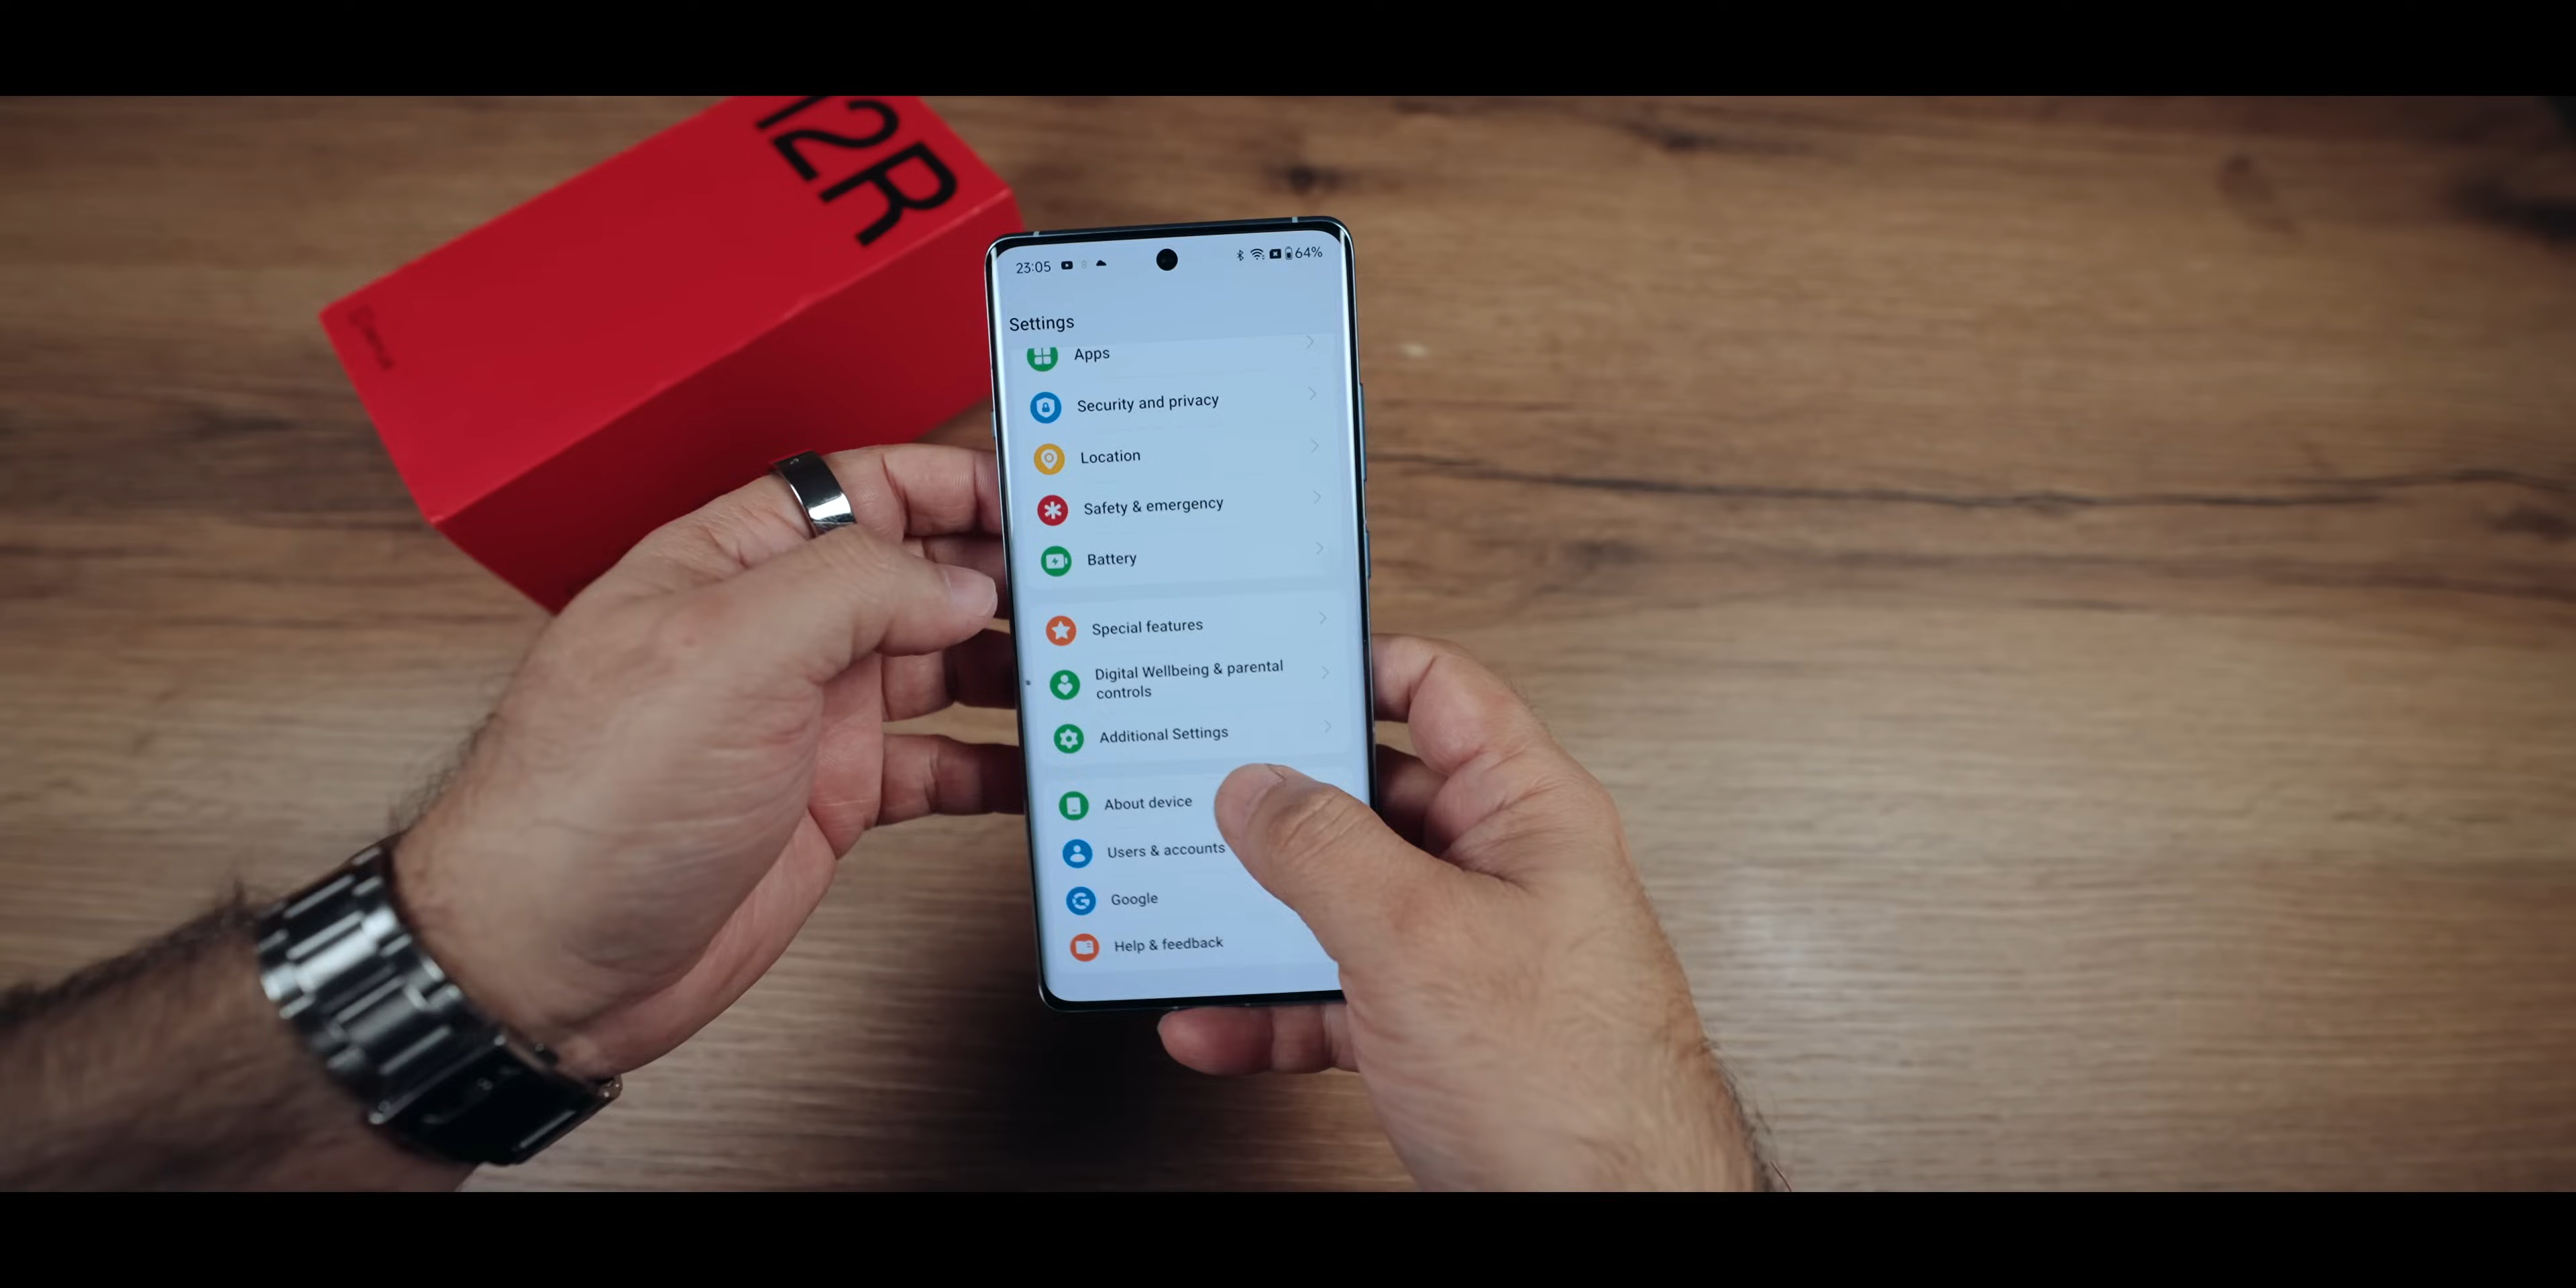 12R
23:05
64%
Settings
Apps
Security and privacy
Location
Safety & emergency
Battery
Special features
Digital Wellbeing & parental
controls
Additional Settings
About device
Users & accounts
Google
Help & feedback